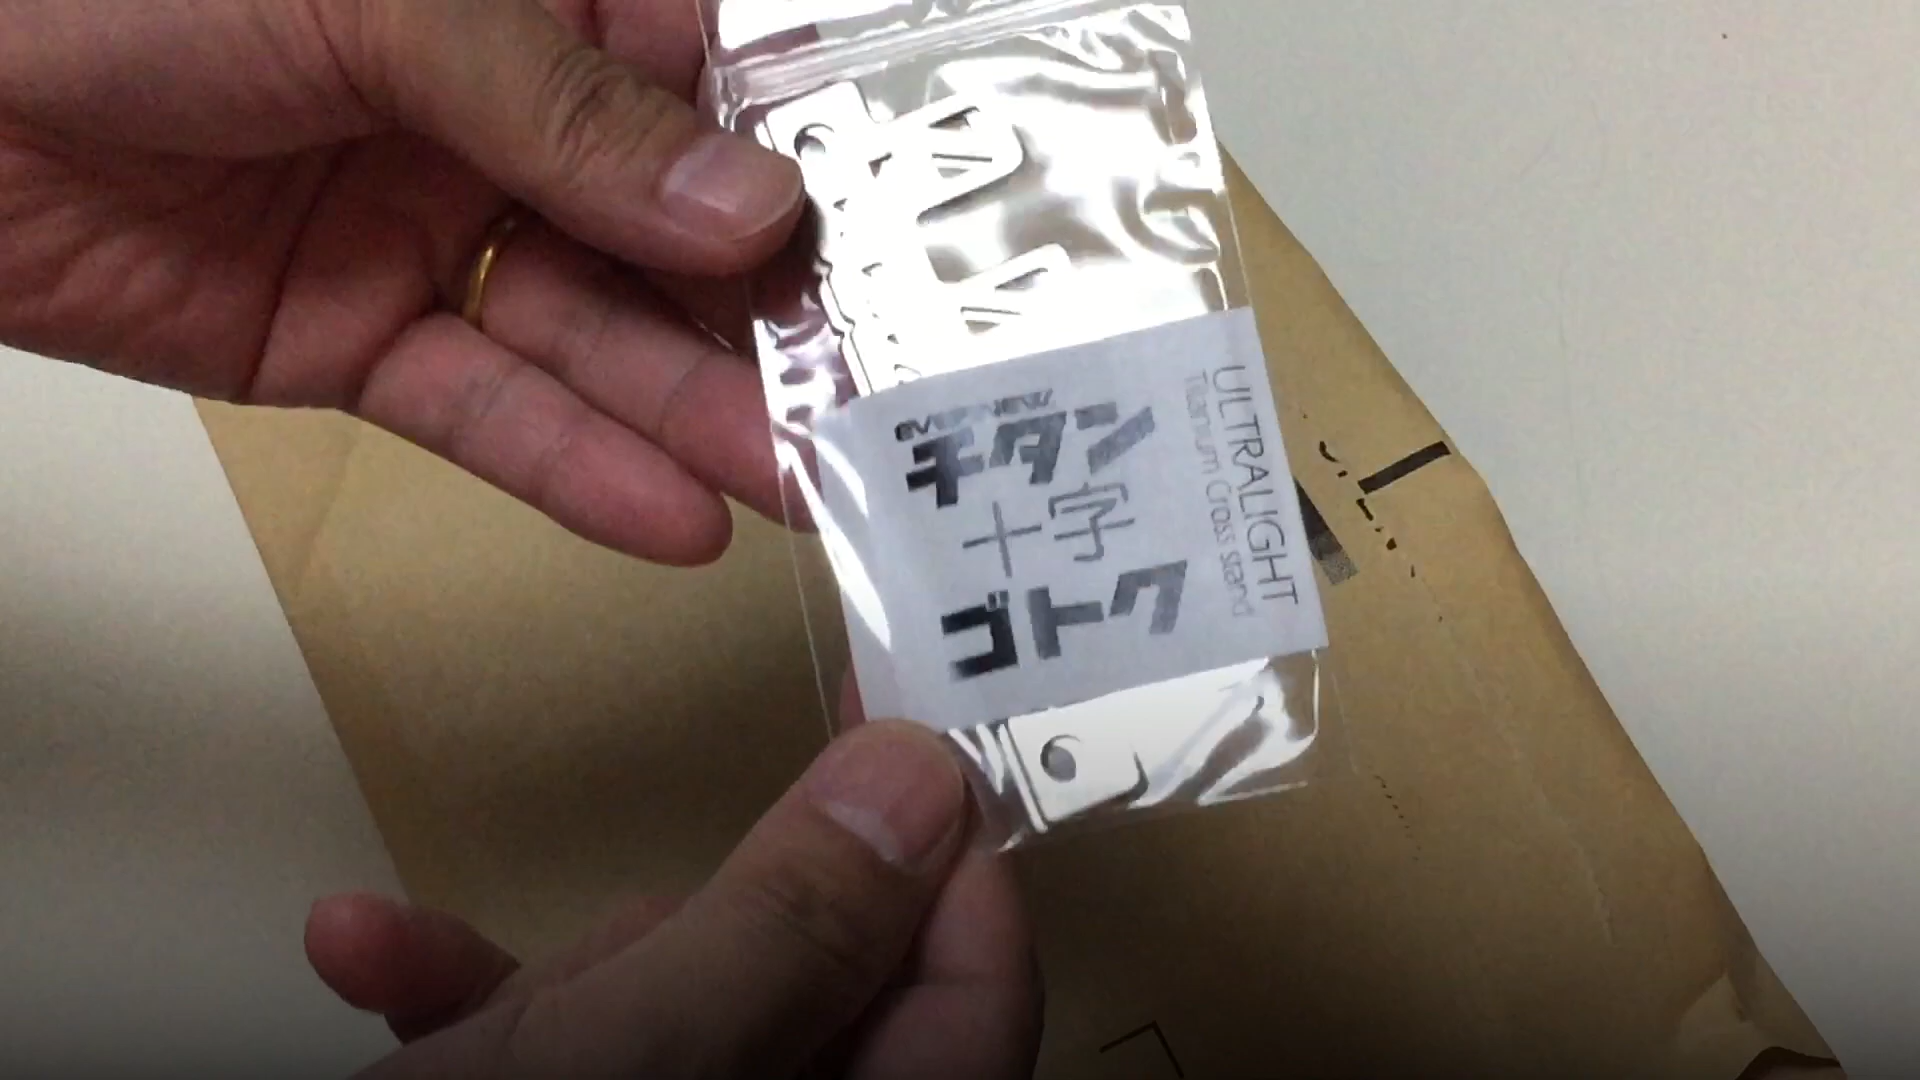 evernew
チタン
十字
ゴトク
ULTRALIGHT
Titanium Cross stand